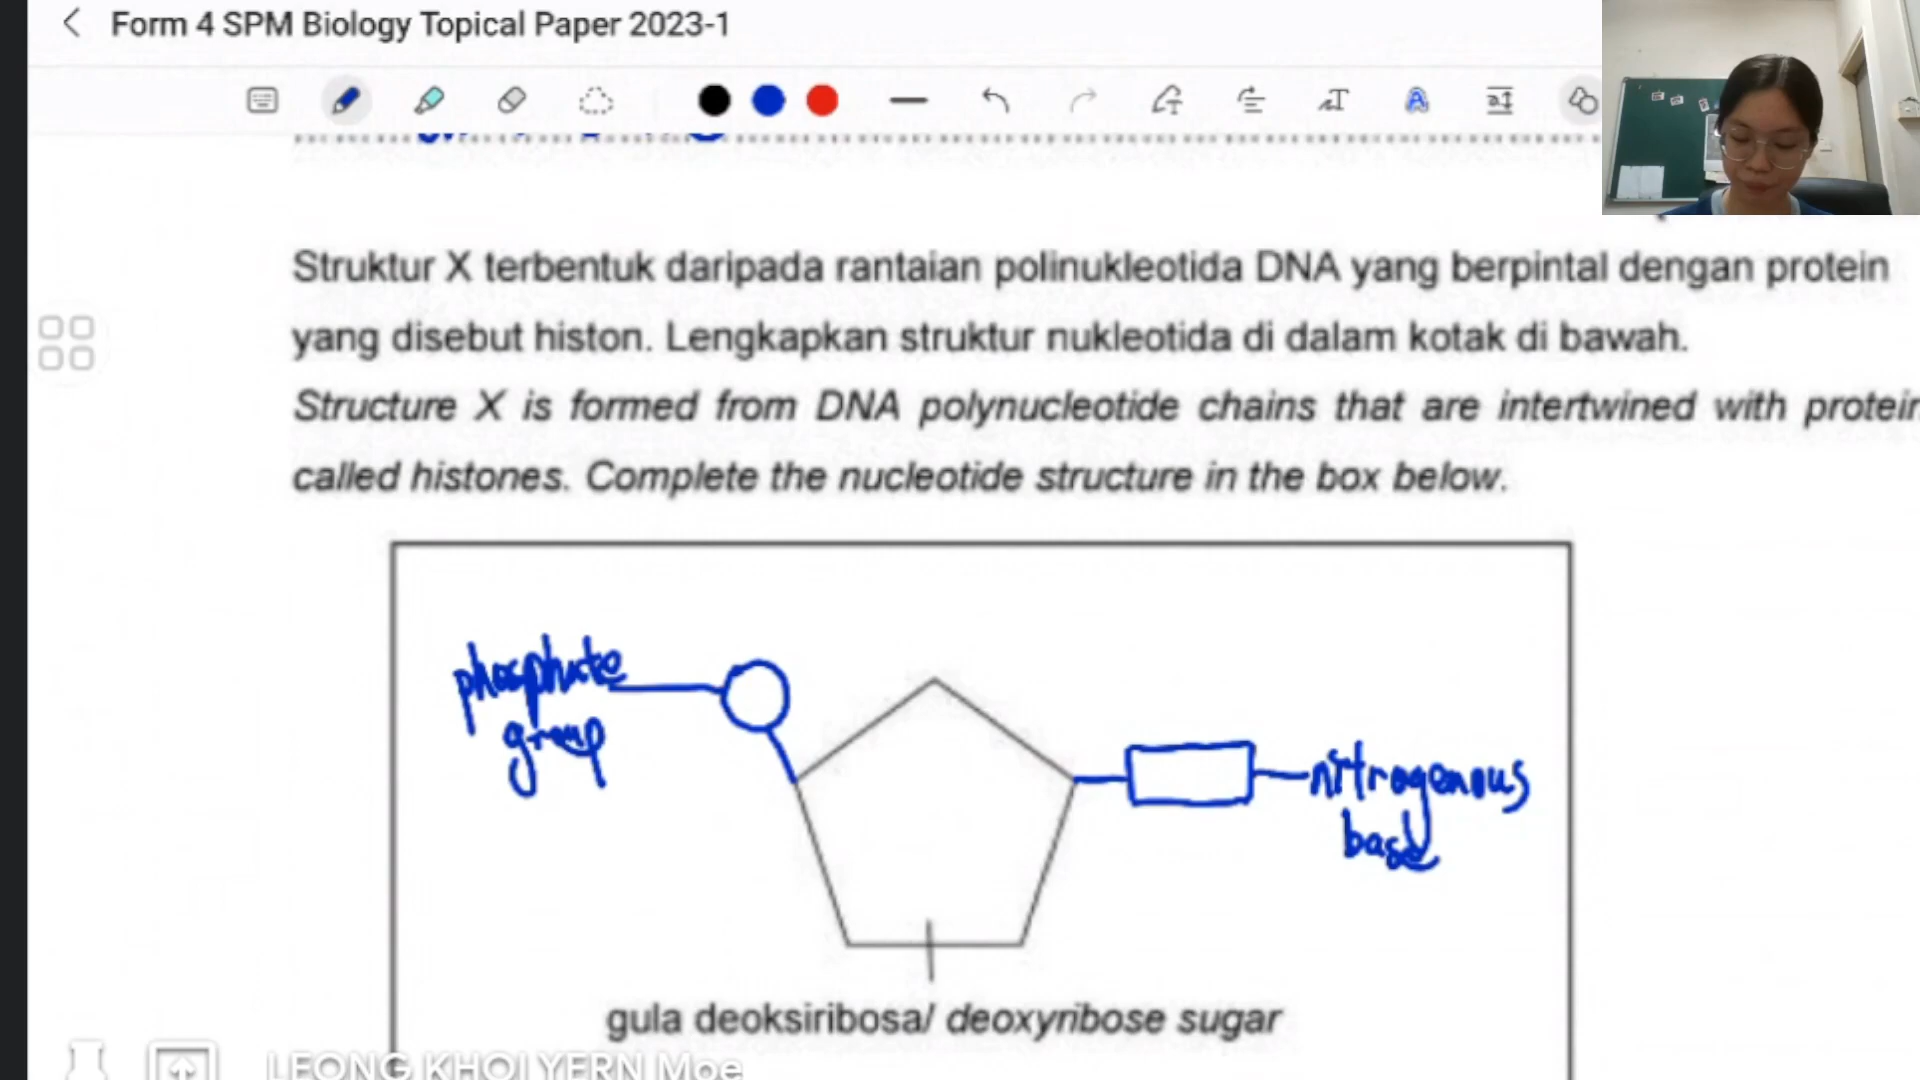 Form 4 SPM Biology Topical Paper 2023-1
Struktur X terbentuk daripada rantaian polinukleotida DNA yang berpintal dengan protein
yang disebut histon. Lengkapkan struktur nukleotida di dalam kotak di bawah.
Structure X is formed from DNA polynucleotide chains that are intertwined with protein
called histones. Complete the nucleotide structure in the box below.
phosphate
group
nitrogenous
base
gula deoksiribosa/ deoxyribose sugar
LEONG KHOI YERN Moe